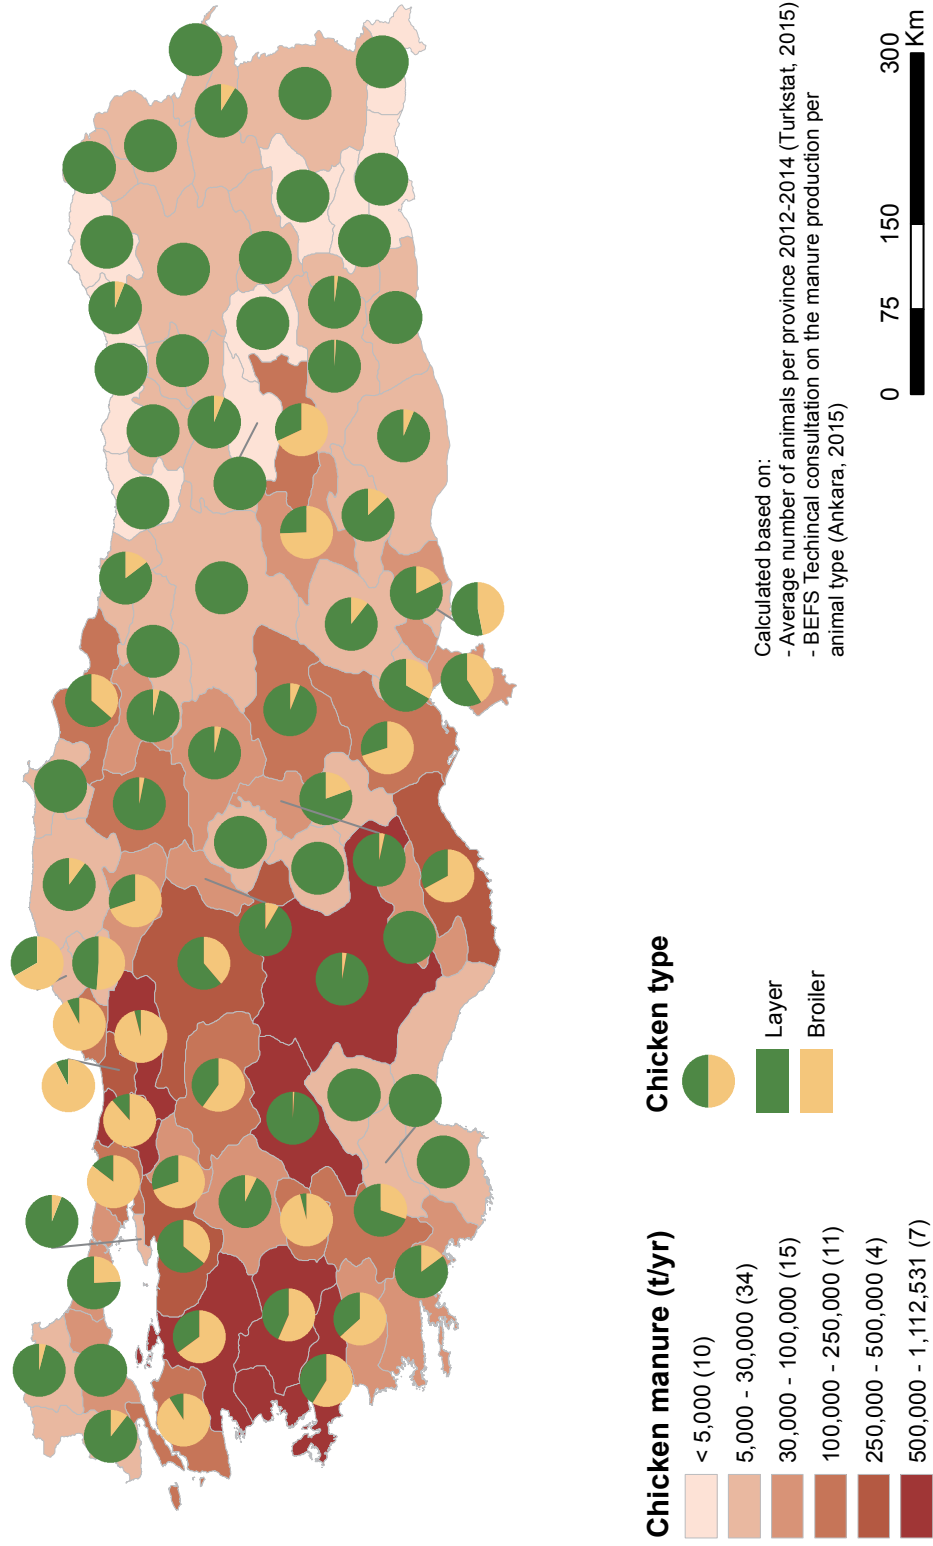 Chicken manure (t/yr)
< 5,000 (10)
5,000 - 30,000 (34)
30,000 - 100,000 (15)
100,000 - 250,000 (11)
250,000 - 500,000 (4)
500,000 - 1,112,531 (7)
Chicken type
Layer
Broiler
Calculated based on:
- Average number of animals per province 2012-2014 (Turkstat, 2015)
- BEFS Techincal consultation on the manure production per
animal type (Ankara, 2015)
0 75 150 300
Km